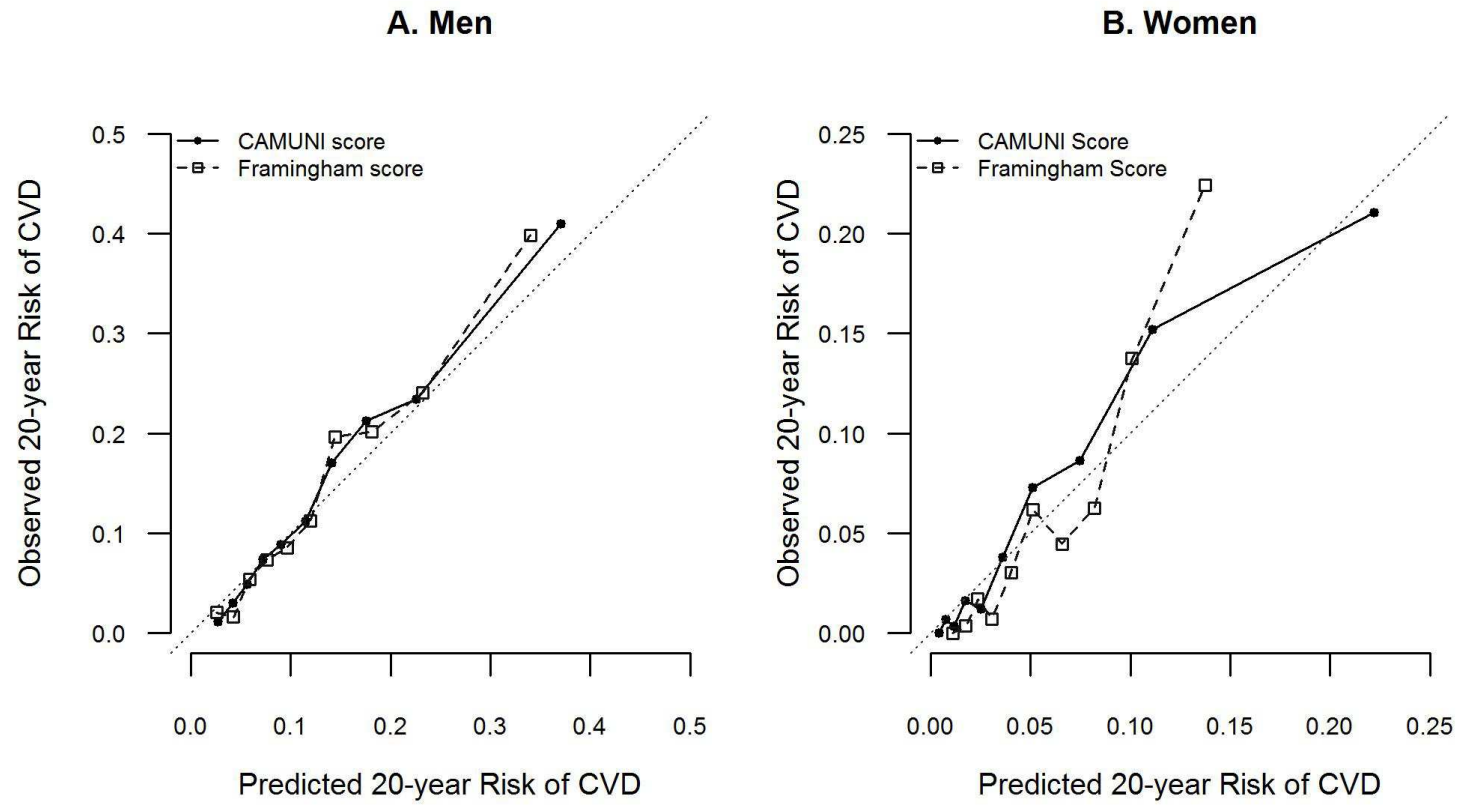 A. Men
CAMUNI score
Framingham score
Observed 20-year Risk of CVD
0.5
0.4
0.3
0.2
0.1
0.0
0.0 0.1 0.2 0.3 0.4 0.5
Predicted 20-year Risk of CVD
B. Women
CAMUNI Score
Framingham Score
Observed 20-year Risk of CVD
0.25
0.20
0.15
0.10
0.05
0.00
0.00 0.05 0.10 0.15 0.20 0.25
Predicted 20-year Risk of CVD